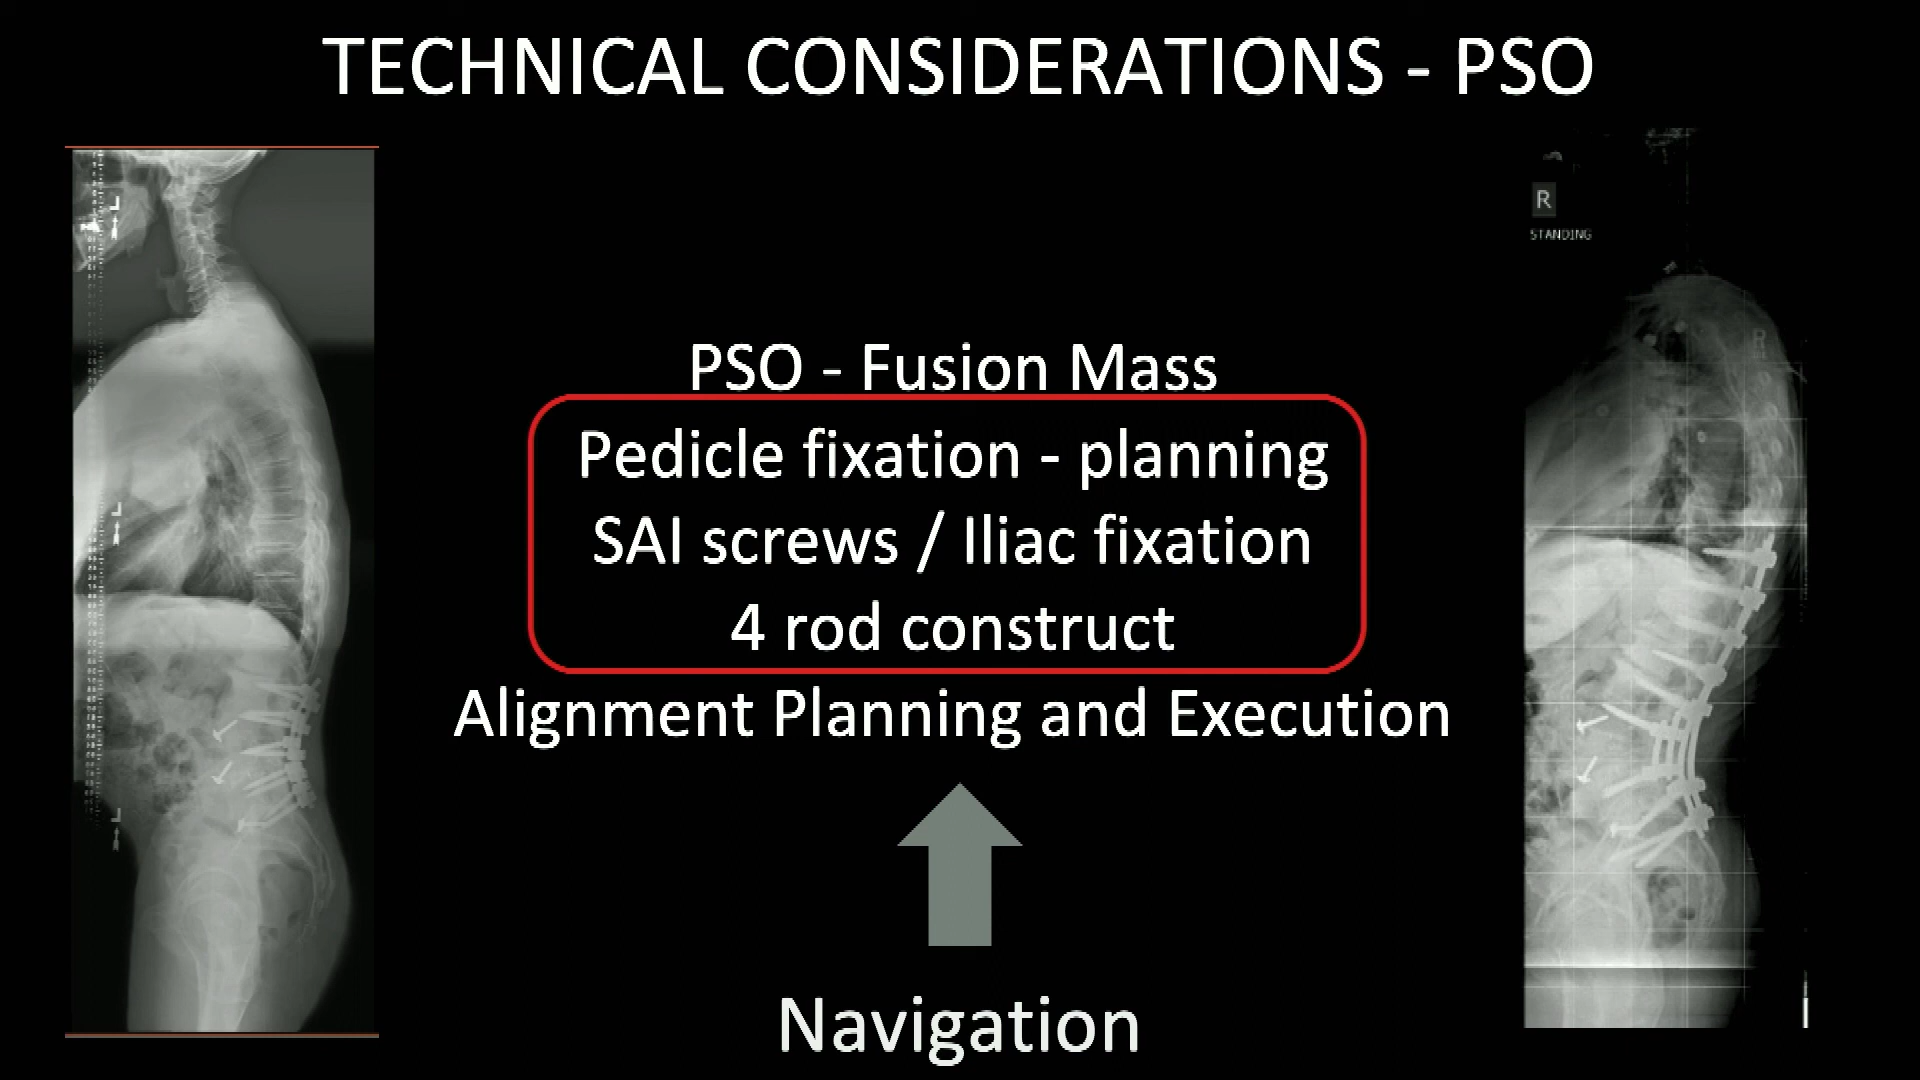 TECHNICAL CONSIDERATIONS - PSO
L
R
STANDING
R
PSO - Fusion Mass
Pedicle fixation - planning
L
SAI screws / Iliac fixation
4 rod construct
Alignment Planning and Execution
L
Navigation